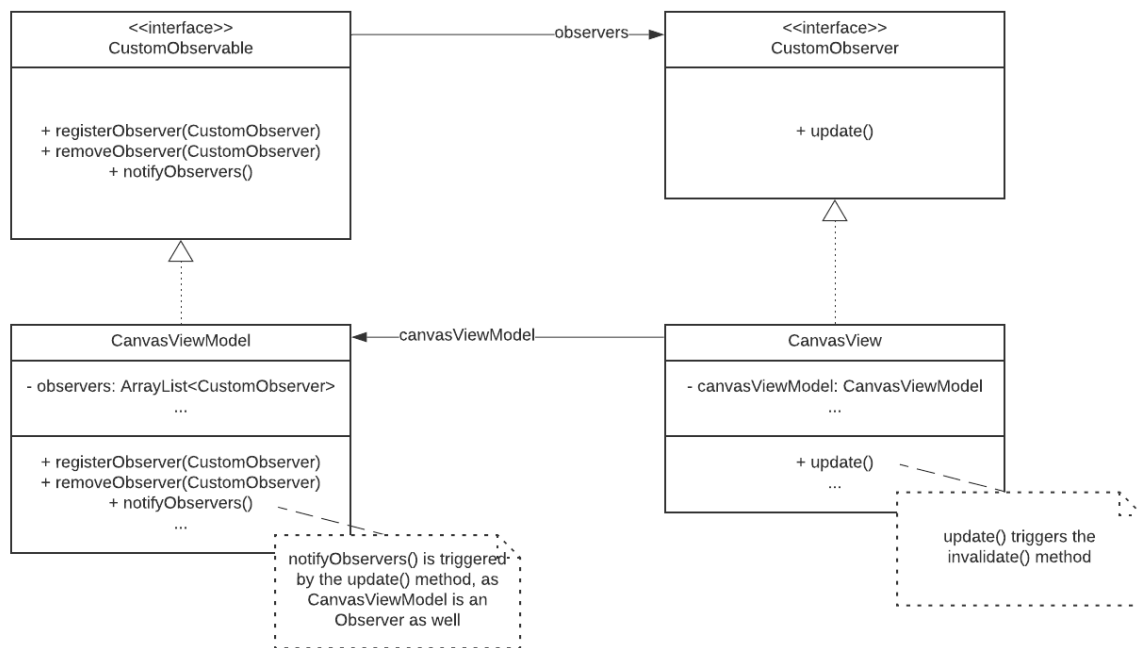 <<interface>>
CustomObservable
+ registerObserver(CustomObserver)
+ removeObserver(CustomObserver)
+ notifyObservers()
observers
<<interface>>
CustomObserver
+ update()
CanvasViewModel
- observers: ArrayList<CustomObserver>
...
+ registerObserver(CustomObserver)
+ removeObserver(CustomObserver)
+ notifyObservers()
...
notifyObservers() is triggered
by the update() method, as
CanvasViewModel is an
Observer as well
canvasViewModel
CanvasView
- canvasViewModel: CanvasViewModel
...
+ update()
...
update() triggers the
invalidate() method